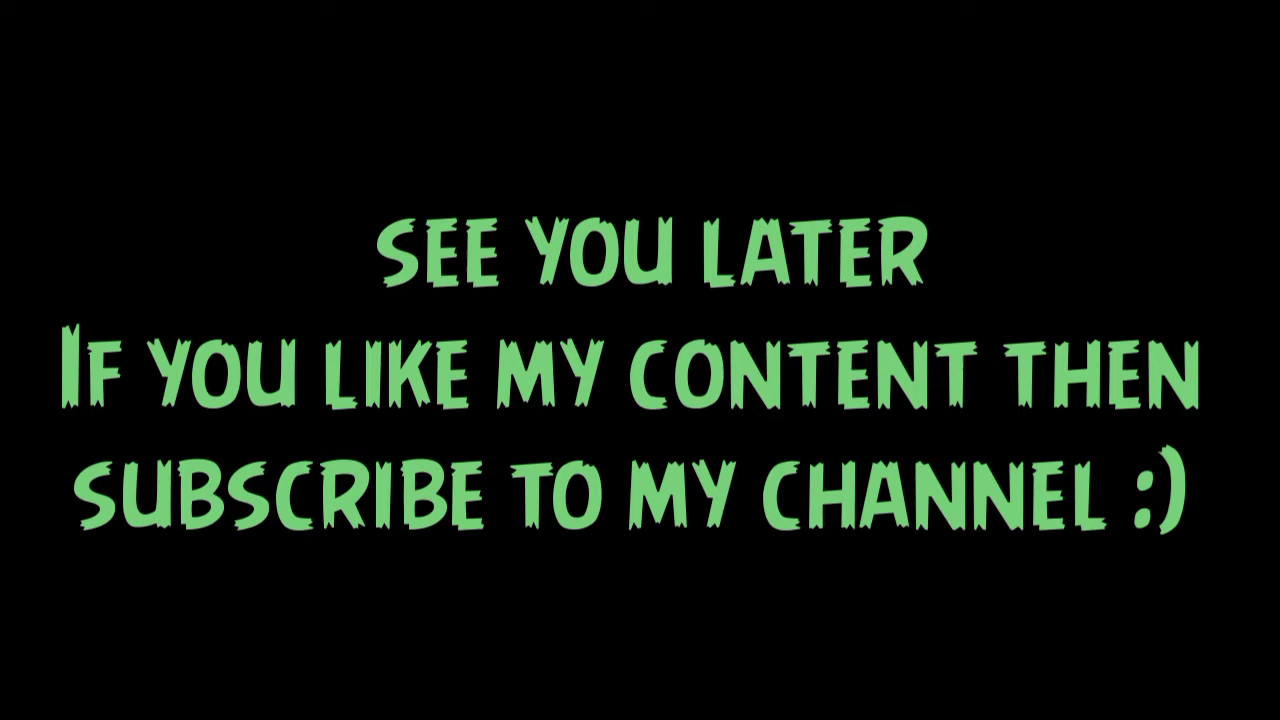 SEE YOU LATER
IF YOU LIKE MY CONTENT THEN
SUBSCRIBE TO MY CHANNEL :)